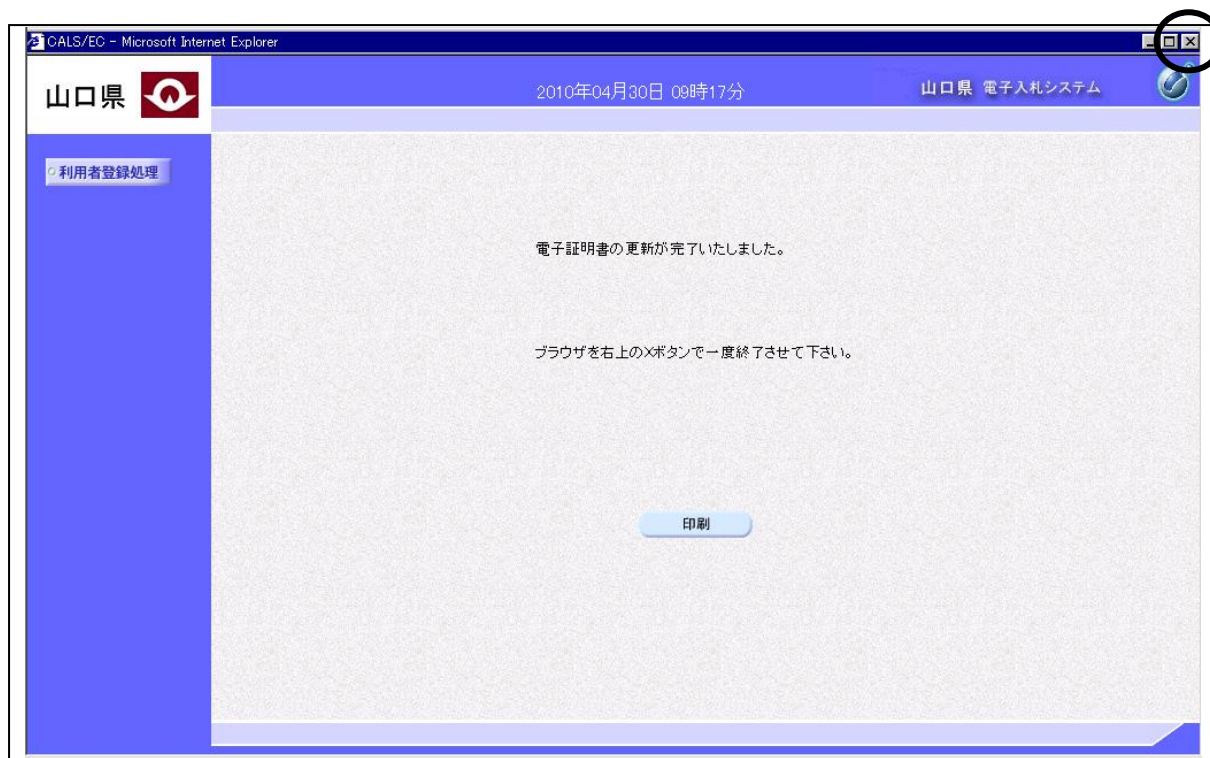 CALS/EC - Microsoft Internet Explorer
山口県
2010年04月30日 09時17分
山口県 電子入札システム
利用者登録処理
電子証明書の更新が完了いたしました。
ブラウザを右上の×ボタンで一度終了させて下さい。
印刷